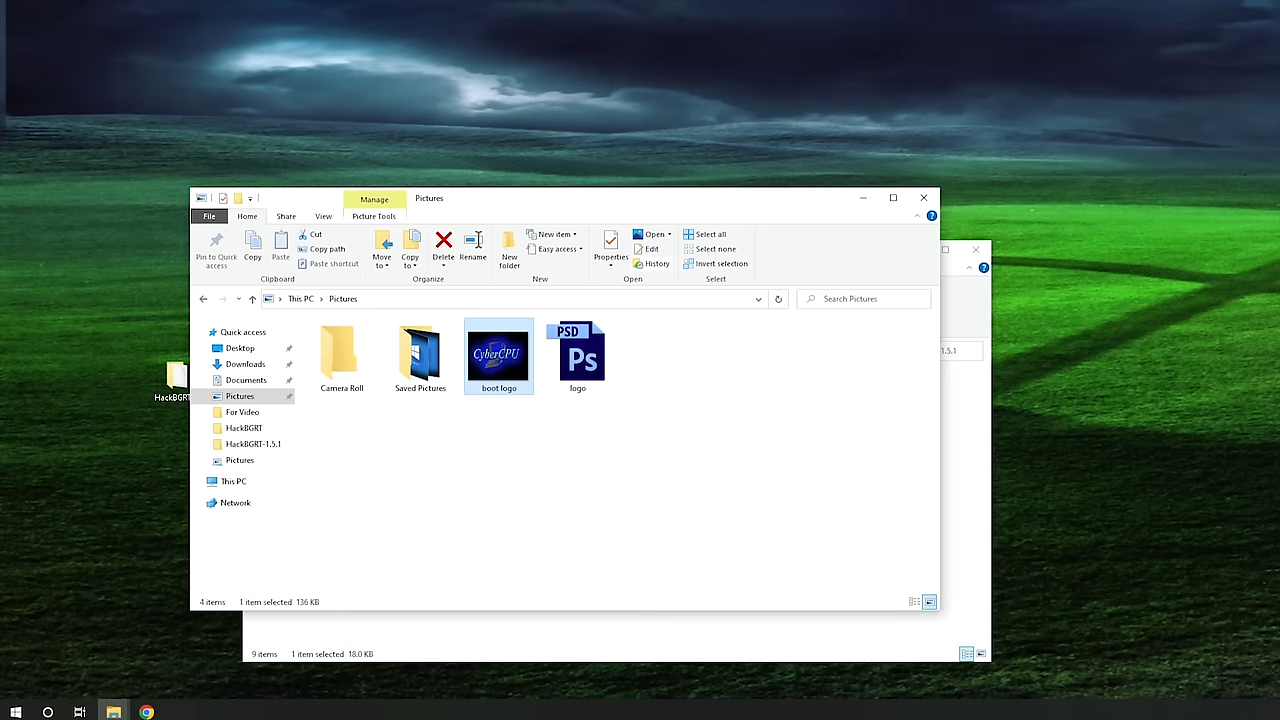 Manage
Pictures
File
Home
Share
View
Picture Tools
Pin to Quick access
Copy
Paste
Cut
Copy path
Paste shortcut
Clipboard
Move to
Copy to
Delete
Rename
Organize
New folder
New item
Easy access
New
Properties
Open
Edit
History
Open
Select all
Select none
Invert selection
Select
This PC
Pictures
Search Pictures
1.5.1
Quick access
Desktop
Downloads
Documents
Pictures
For Video
HackBGRT
HackBGRT-1.5.1
Pictures
This PC
Network
HackBGRT
Camera Roll
Saved Pictures
CyberCPU
boot logo
PSD
Ps
logo
4 items
1 item selected 136 KB
9 items
1 item selected 18.0 KB